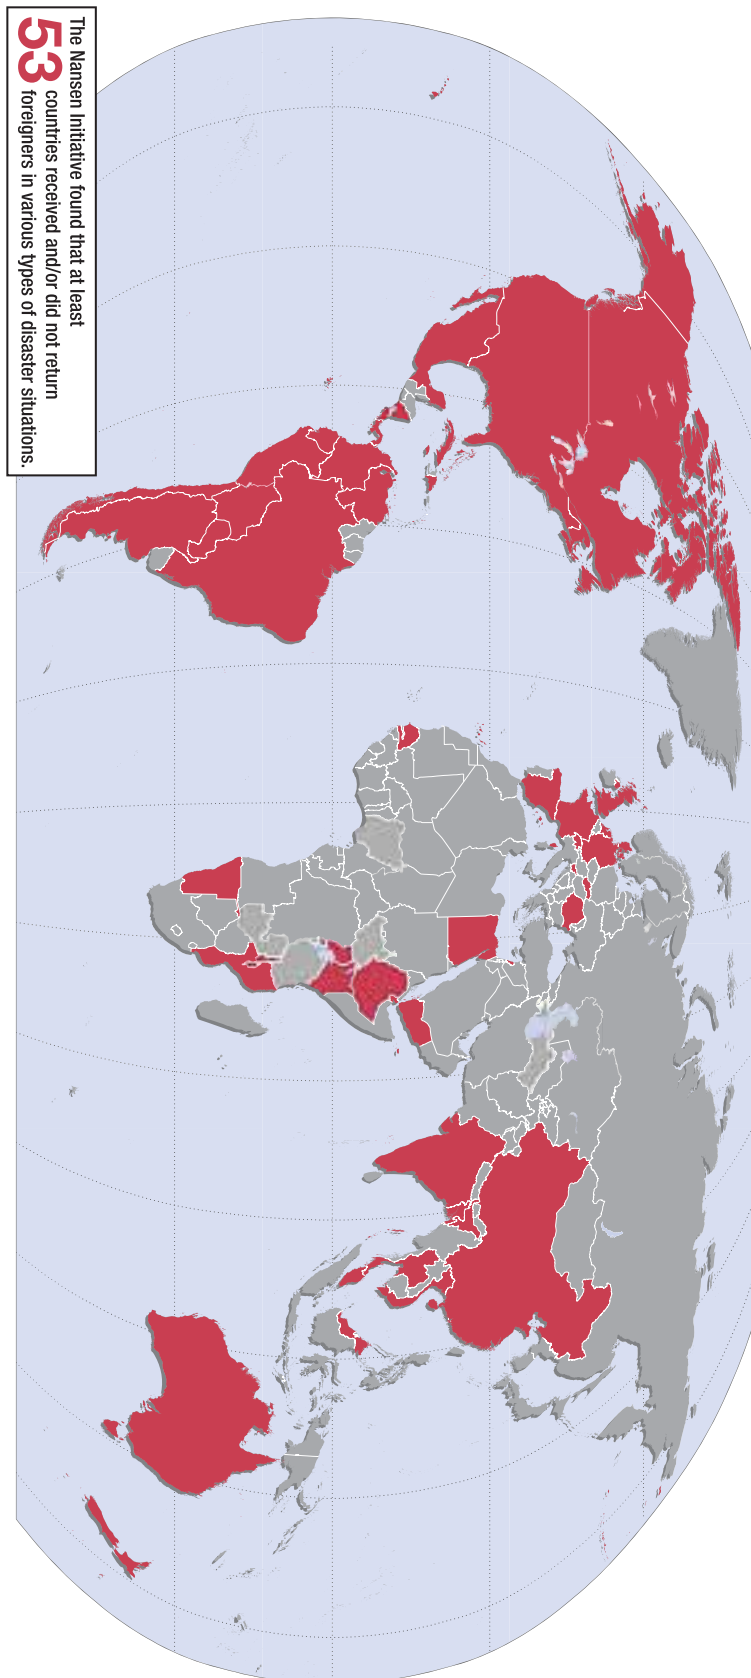 The Nansen Initiative found that at least
53 countries received and/or did not return
foreigners in various types of disaster situations.